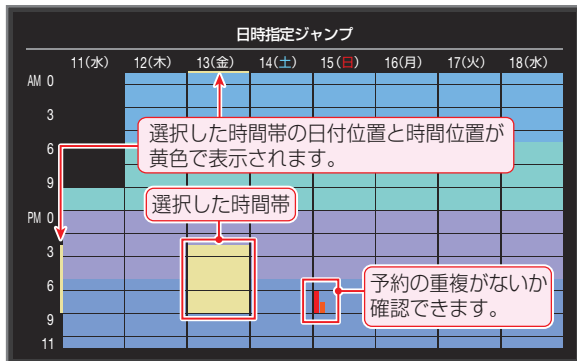 日時指定ジャンプ
11(水) 12(木) 13(金) 14(土) 15(日) 16(月) 17(火) 18(水)
AM 0
3
選択した時間帯の日付位置と時間位置が
6
黄色で表示されます。
9
選択した時間帯
PM 0
3
6
予約の重複がないか
確認できます。
9
11